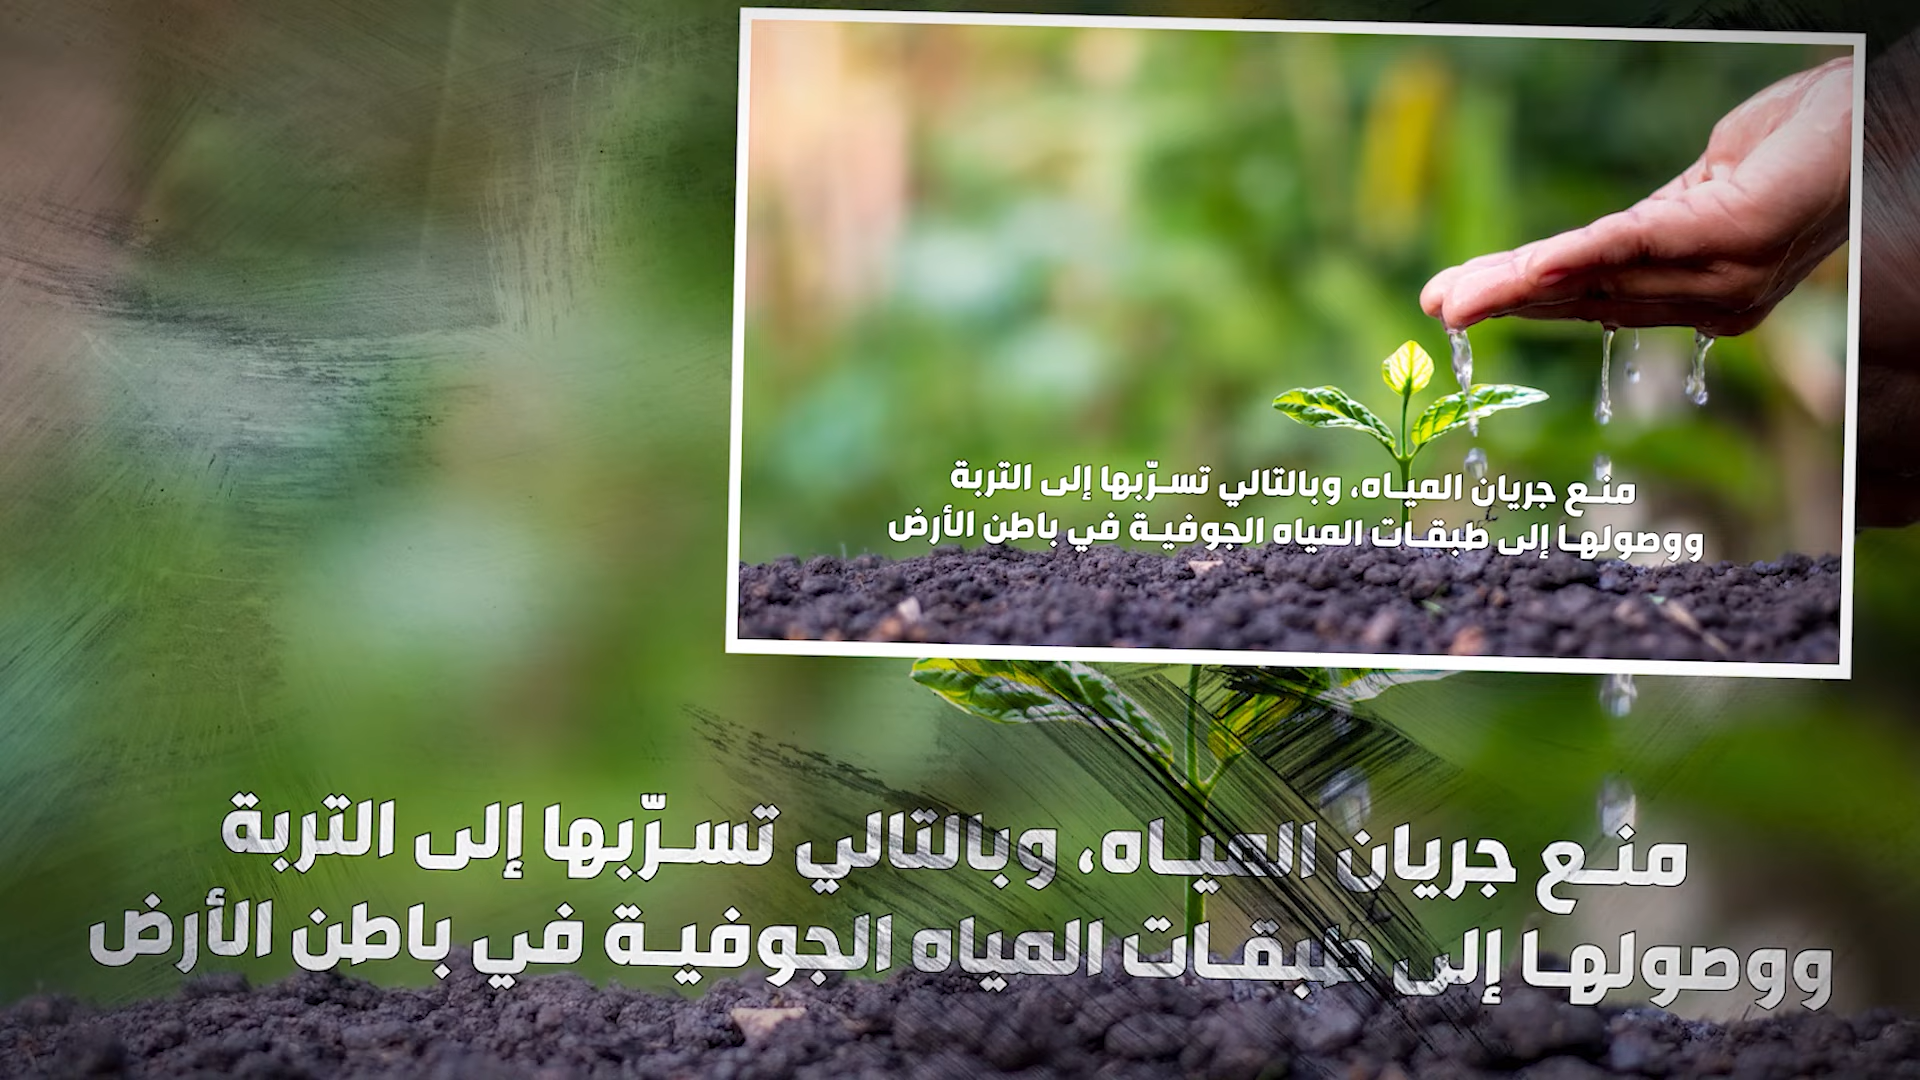 منع جريان المياه، وبالتالي تسرّبها إلى التربة
ووصولها إلى طبقات المياه الجوفية في باطن الأرض
منع جريان المياه، وبالتالي تسرّبها إلى التربة
ووصولها إلى طبقات المياه الجوفية في باطن الأرض